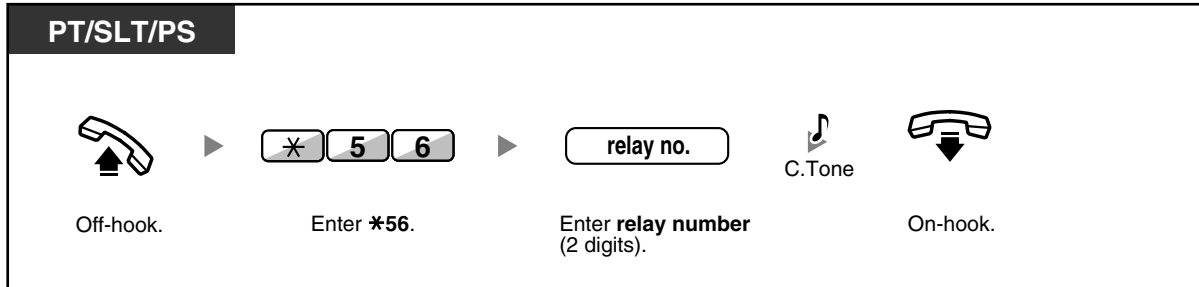 PT/SLT/PS
✱ 5 6
relay no.
C.Tone
Off-hook.
Enter ✱56.
Enter relay number
(2 digits).
On-hook.